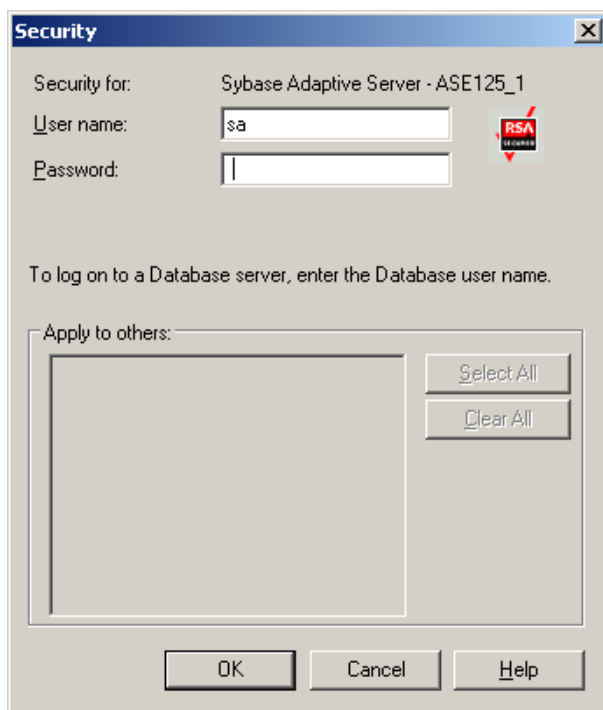 Security
Security for: Sybase Adaptive Server - ASE125_1
User name: sa
RSA
SECURED
Password:
To log on to a Database server, enter the Database user name.
Apply to others:
Select All
Clear All
OK Cancel Help